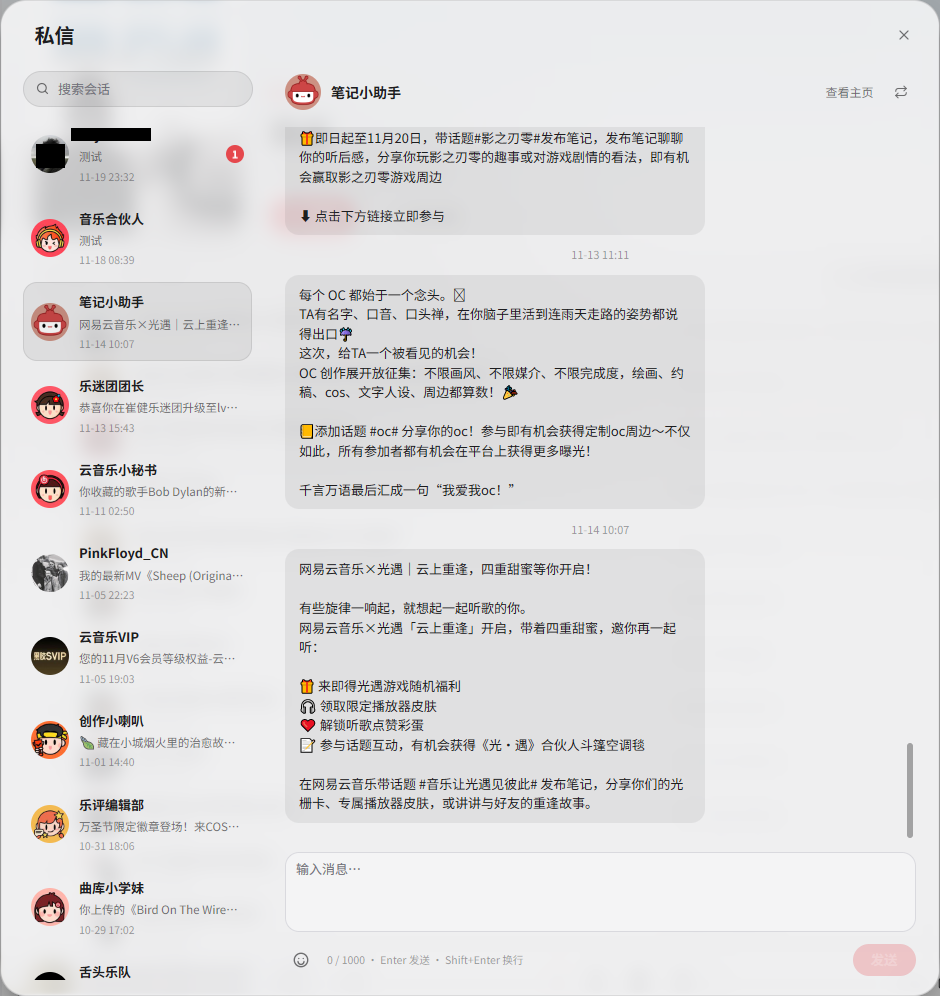 私信
搜索会话
1
测试
11-19 23:32
音乐合伙人
测试
11-18 08:39
笔记小助手
网易云音乐×光遇｜云上重逢…
11-14 10:07
乐迷团团长
恭喜你在崔健乐迷团升级至lv…
11-13 15:43
云音乐小秘书
你收藏的歌手Bob Dylan的新…
11-11 02:50
PinkFloyd_CN
我的最新MV《Sheep (Origina…
11-05 22:23
黑胶SVIP
云音乐VIP
您的11月V6会员等级权益-云…
11-05 19:03
创作小喇叭
藏在小城烟火里的治愈故…
11-01 14:40
乐评编辑部
万圣节限定徽章登场！来COS…
10-31 18:06
曲库小学妹
你上传的《Bird On The Wire…
10-29 17:02
舌头乐队
笔记小助手
查看主页
🎁即日起至11月20日，带话题#影之刃零#发布笔记，发布笔记聊聊
你的听后感，分享你玩影之刃零的趣事或对游戏剧情的看法，即有机
会赢取影之刃零游戏周边
⬇点击下方链接立即参与
11-13 11:11
每个 OC 都始于一个念头。
TA有名字、口音、口头禅，在你脑子里活到连雨天走路的姿势都说
得出口
这次，给TA一个被看见的机会！
OC 创作展开放征集：不限画风、不限媒介、不限完成度，绘画、约
稿、cos、文字人设、周边都算数！🎉
📒添加话题 #oc# 分享你的oc！参与即有机会获得定制oc周边～不仅
如此，所有参加者都有机会在平台上获得更多曝光！
千言万语最后汇成一句“我爱我oc！”
11-14 10:07
网易云音乐×光遇｜云上重逢，四重甜蜜等你开启！
有些旋律一响起，就想起一起听歌的你。
网易云音乐×光遇「云上重逢」开启，带着四重甜蜜，邀你再一起
听：
🎁 来即得光遇游戏随机福利
🎧 领取限定播放器皮肤
❤️ 解锁听歌点赞彩蛋
📝 参与话题互动，有机会获得《光·遇》合伙人斗篷空调毯
在网易云音乐带话题 #音乐让光遇见彼此# 发布笔记，分享你们的光
栅卡、专属播放器皮肤，或讲讲与好友的重逢故事。
输入消息…
0 / 1000 • Enter 发送 • Shift+Enter 换行
发送